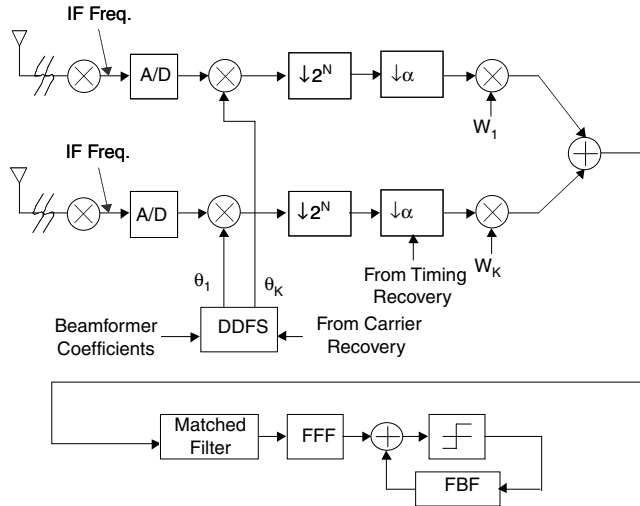 IF Freq.
A/D
↓2^N
↓α
W_1
IF Freq.
A/D
↓2^N
↓α
W_K
From Timing
Recovery
θ_1
θ_K
Beamformer
Coefficients
DDFS
From Carrier
Recovery
Matched
Filter
FFF
FBF